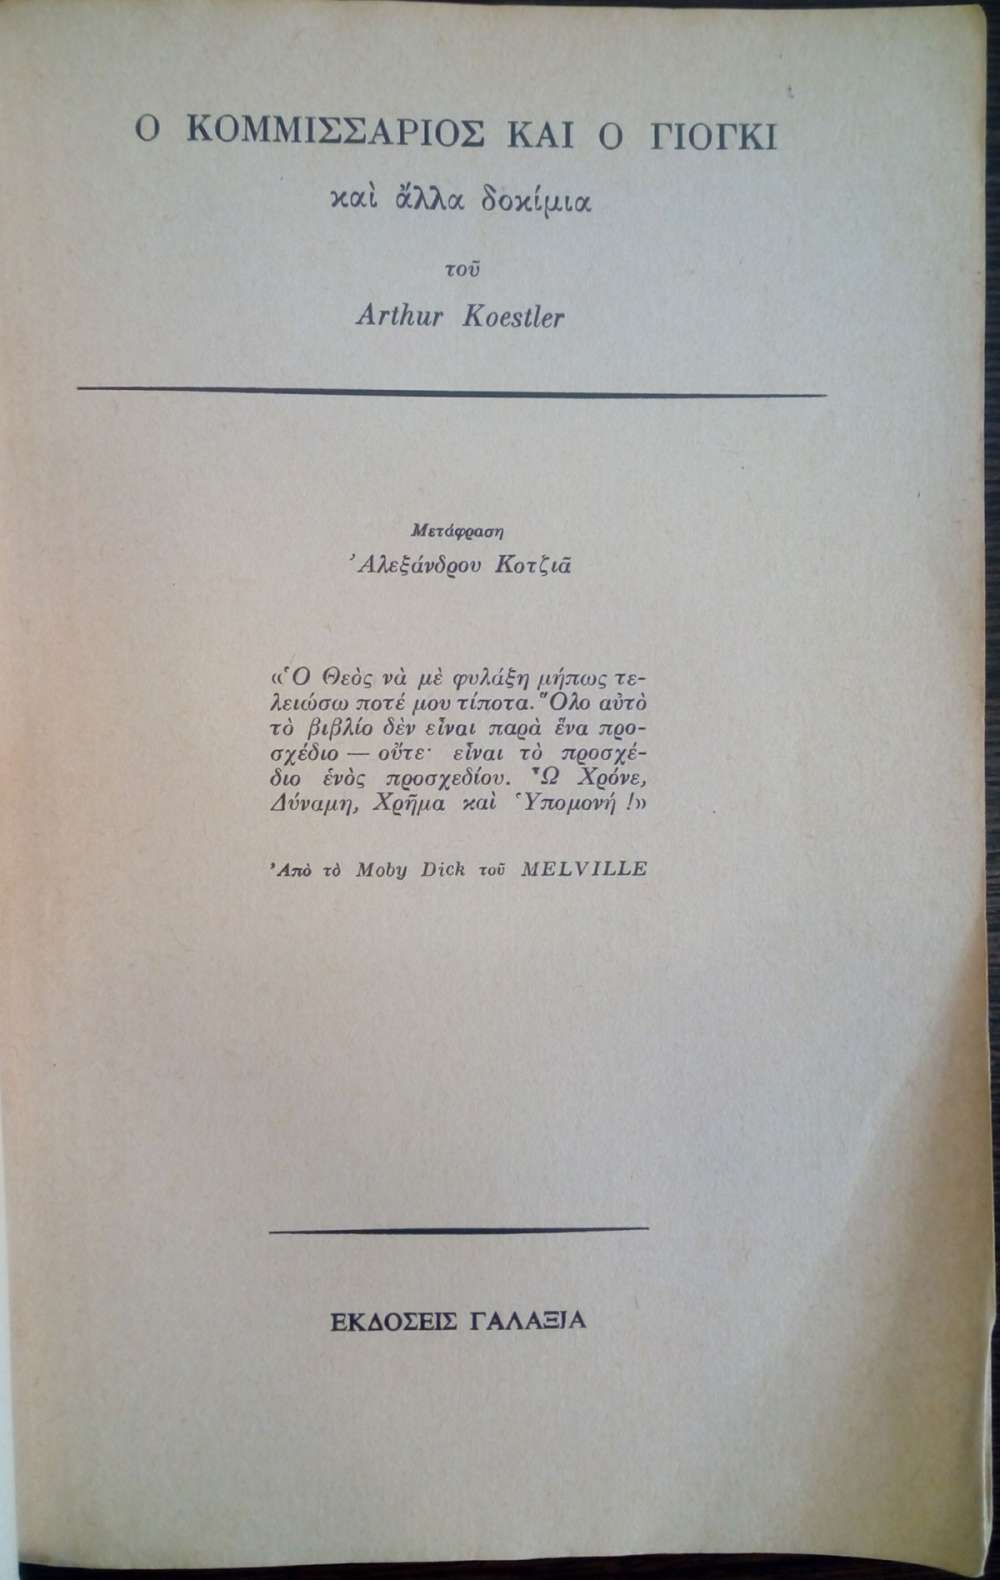 Ο ΚΟΜΜΙΣΣΑΡΙΟΣ ΚΑΙ Ο ΓΙΟΓΚΙ
καὶ ἄλλα δοκίμια
τοῦ
Arthur Koestler
Μετάφραση
Ἀλεξάνδρου Κοτζιᾶ
«Ὁ Θεὸς νὰ μὲ φυλάξη μήπως τε-
λειώσω ποτέ μου τίποτα. Ὅλο αὐτὸ
τὸ βιβλίο δὲν εἶναι παρὰ ἕνα προ-
σχέδιο — οὔτε· εἶναι τὸ προσχέ-
διο ἑνὸς προσχεδίου. Ὦ Χρόνε,
Δύναμη, Χρῆμα καὶ Ὑπομονή!»
Ἀπὸ τὸ Moby Dick τοῦ MELVILLE
ΕΚΔΟΣΕΙΣ ΓΑΛΑΞΙΑ